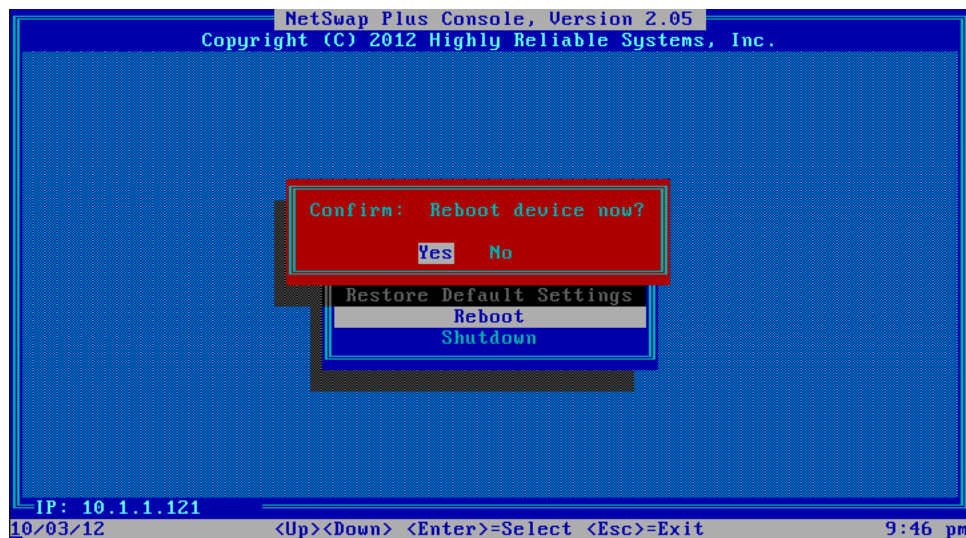 NetSwap Plus Console, Version 2.05
Copyright (C) 2012 Highly Reliable Systems, Inc.
Confirm: Reboot device now?
Yes No
Restore Default Settings
Reboot
Shutdown
IP: 10.1.1.121
10/03/12 <Up><Down> <Enter>=Select <Esc>=Exit 9:46 pm